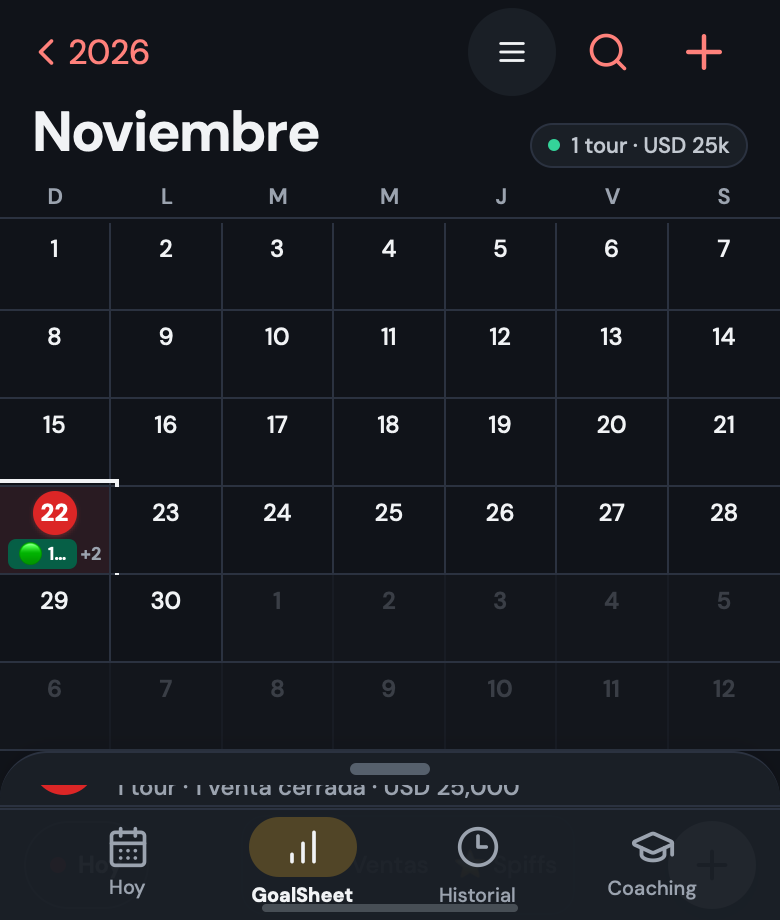 2026
Noviembre
1 tour · USD 25k
D L M M J V S
1 2 3 4 5 6 7
8 9 10 11 12 13 14
15 16 17 18 19 20 21
22 23 24 25 26 27 28
1... +2
29 30 1 2 3 4 5
6 7 8 9 10 11 12
1 tour · 1 venta cerrada · USD 25,000
Hoy Ventas Spiffs
Hoy GoalSheet Historial Coaching